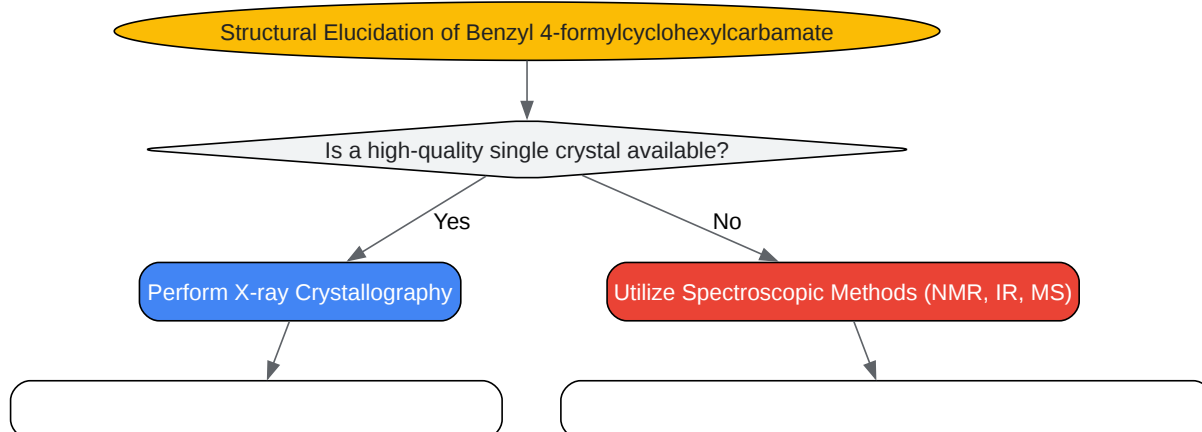 Structural Elucidation of Benzyl 4-formylcyclohexylcarbamate
Is a high-quality single crystal available?
Yes
No
Perform X-ray Crystallography
Utilize Spectroscopic Methods (NMR, IR, MS)